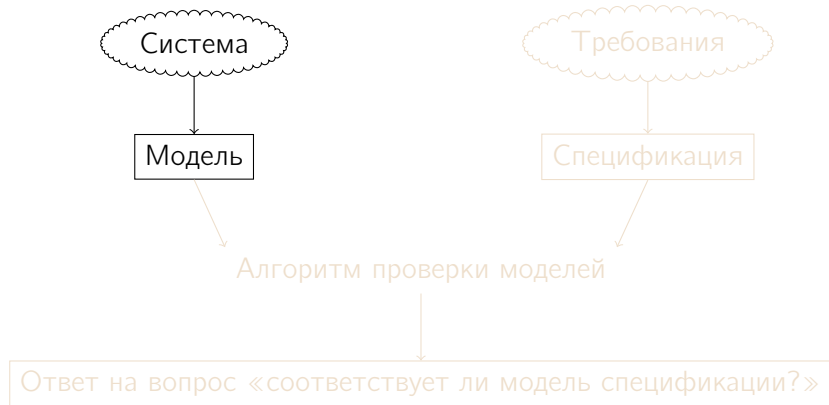 Система
Требования
Модель
Спецификация
Алгоритм проверки моделей
Ответ на вопрос «соответствует ли модель спецификации?»